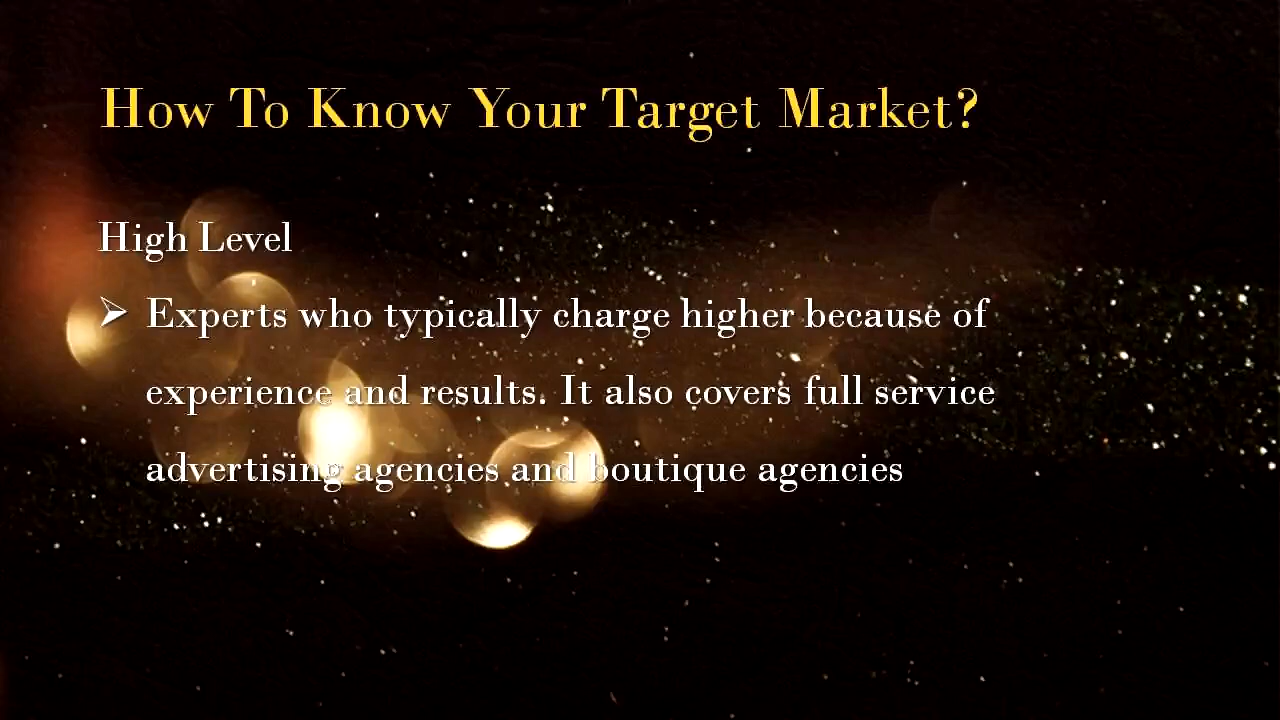 How To Know Your Target Market?
High Level
➢ Experts who typically charge higher because of
experience and results. It also covers full service
advertising agencies and boutique agencies